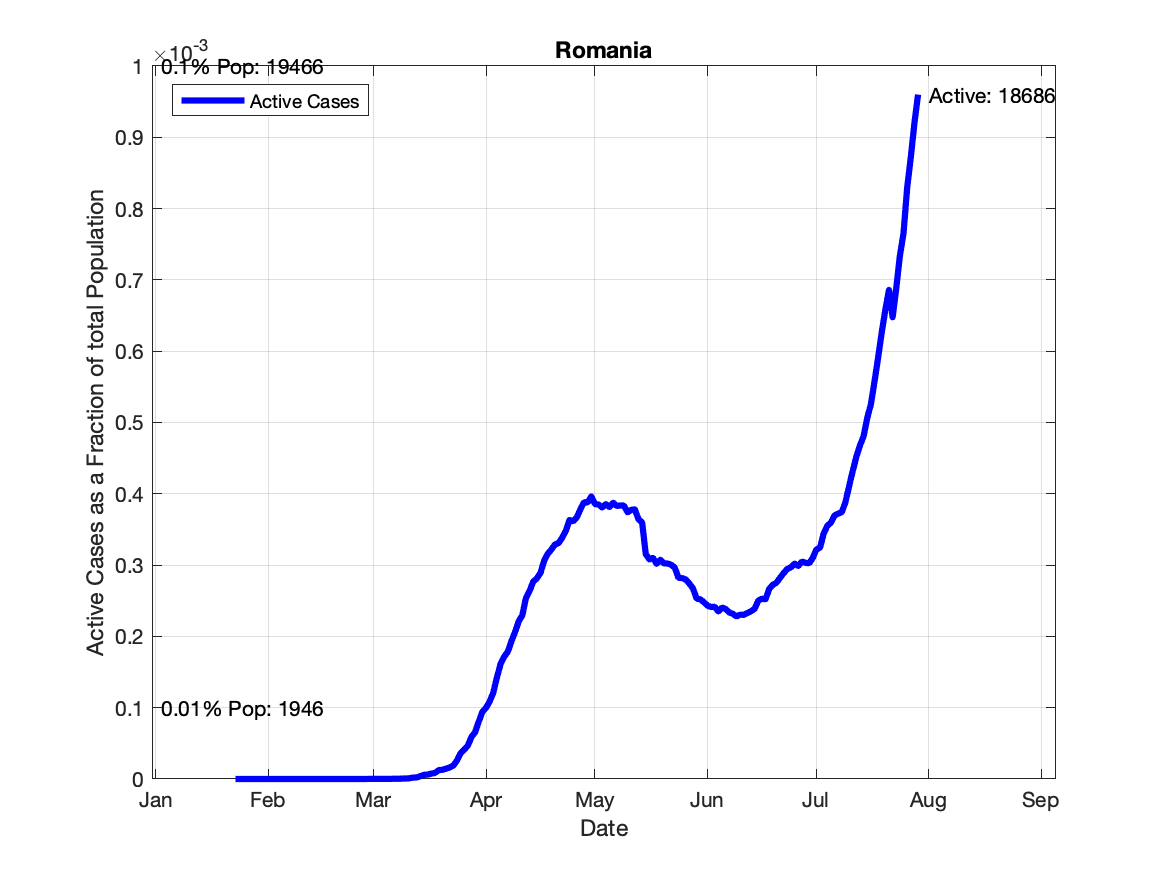 Romania
×10-3
0.1% Pop: 19466
Active Cases
Active: 18686
0.01% Pop: 1946
1
0.9
0.8
0.7
0.6
0.5
0.4
0.3
0.2
0.1
0
Active Cases as a Fraction of total Population
Jan Feb Mar Apr May Jun Jul Aug Sep
Date